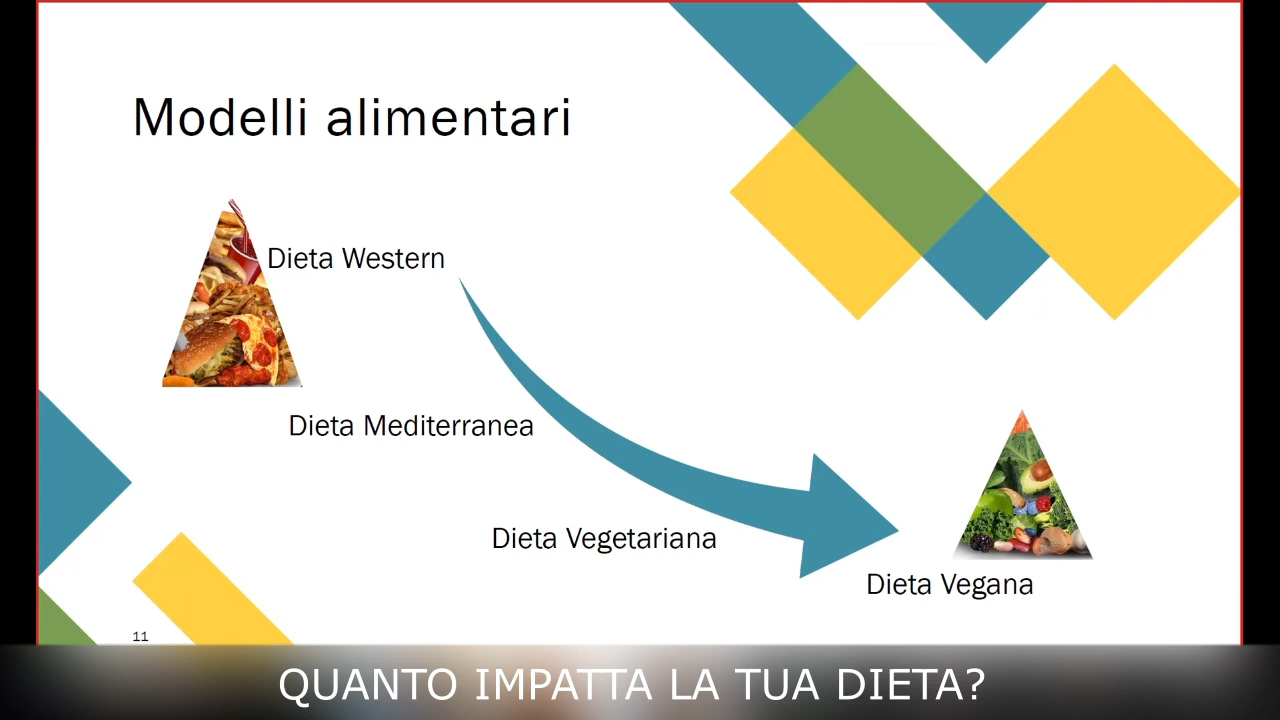 Modelli alimentari
Dieta Western
Dieta Mediterranea
Dieta Vegetariana
Dieta Vegana
11
QUANTO IMPATTA LA TUA DIETA?